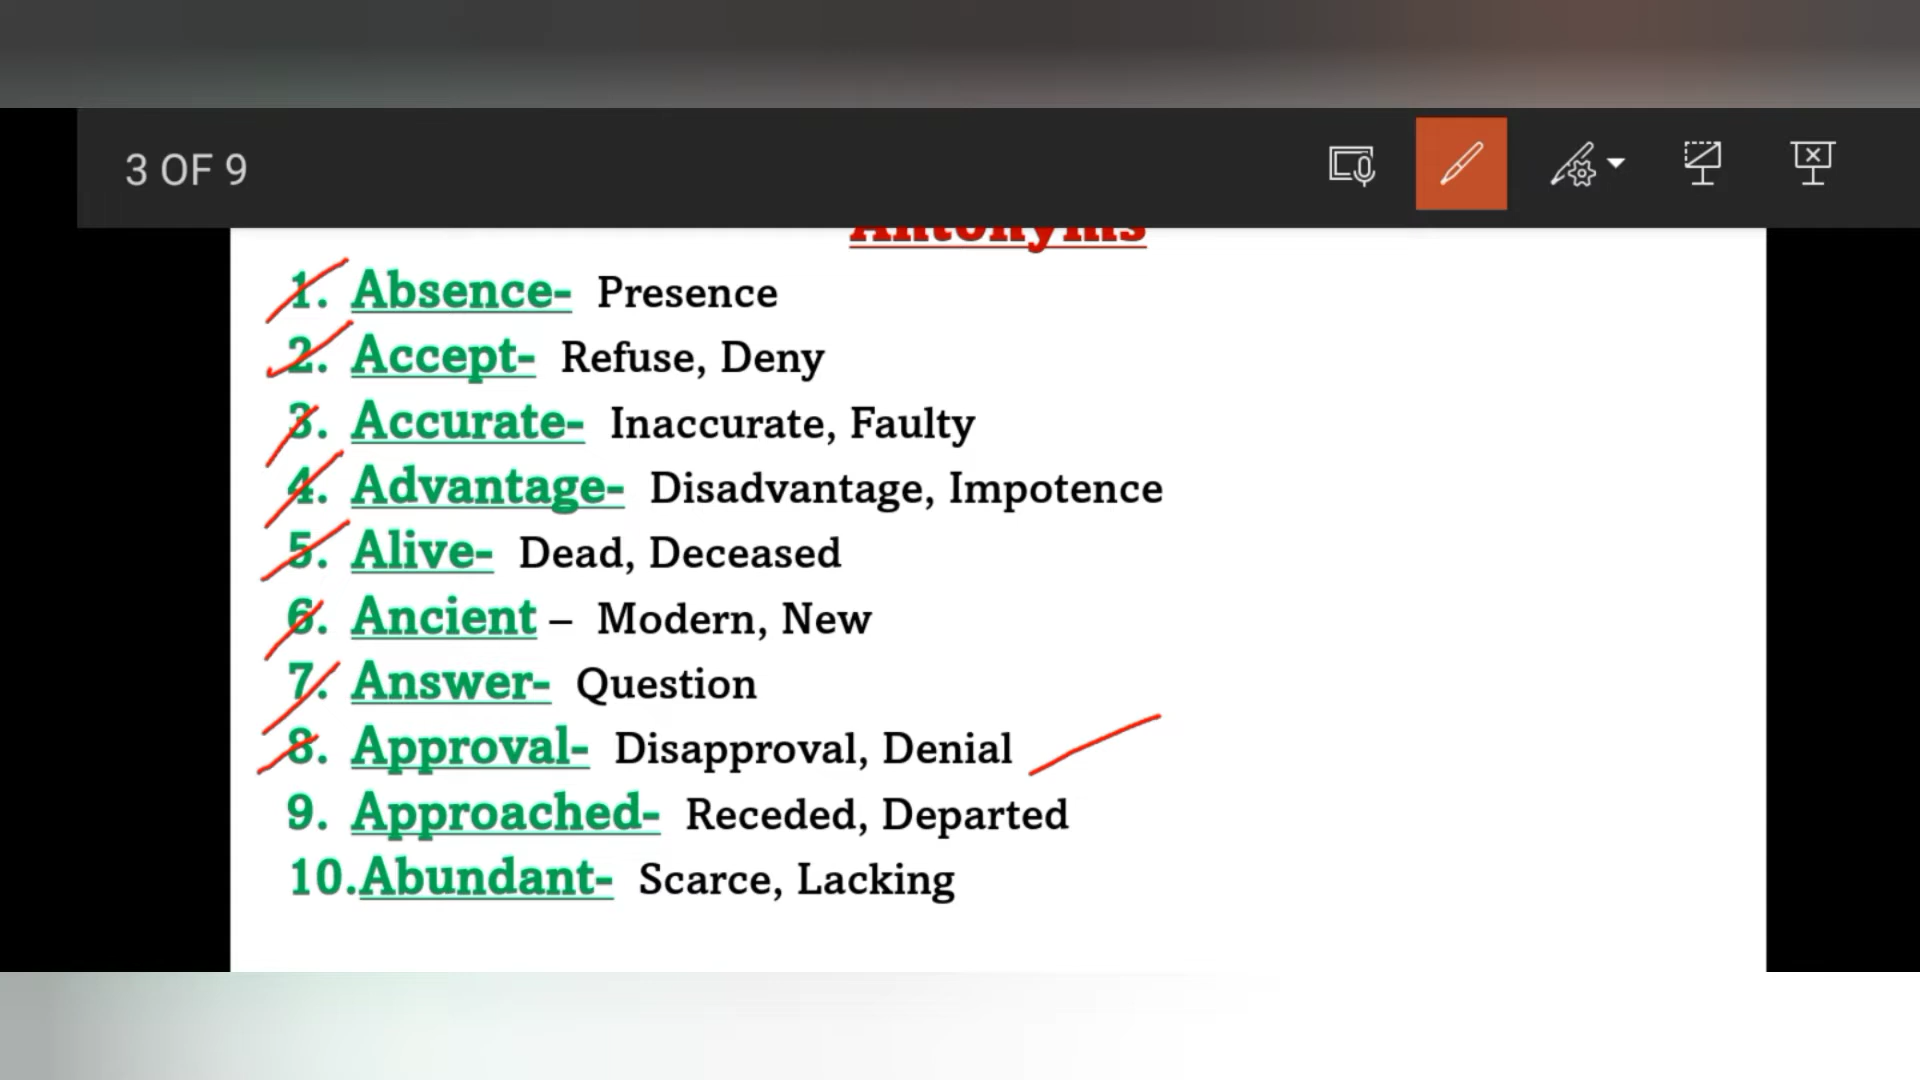 3 OF 9
Antonyms
1. Absence- Presence
2. Accept- Refuse, Deny
3. Accurate- Inaccurate, Faulty
4. Advantage- Disadvantage, Impotence
5. Alive- Dead, Deceased
6. Ancient – Modern, New
7. Answer- Question
8. Approval- Disapproval, Denial
9. Approached- Receded, Departed
10.Abundant- Scarce, Lacking